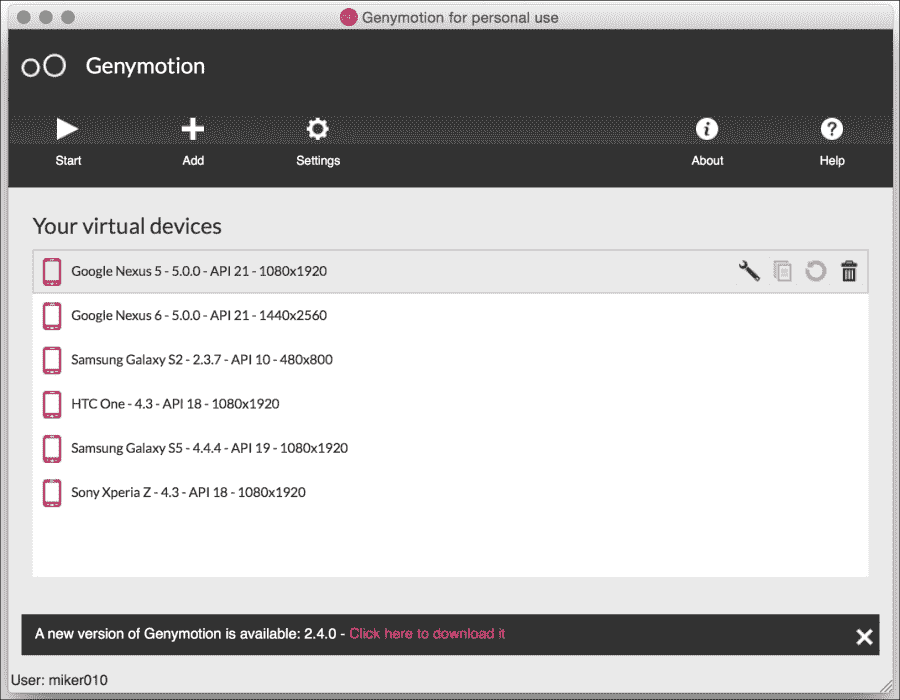 Genymotion for personal use
Genymotion
Start Add Settings About Help
Your virtual devices
Google Nexus 5 - 5.0.0 - API 21 - 1080x1920
Google Nexus 6 - 5.0.0 - API 21 - 1440x2560
Samsung Galaxy S2 - 2.3.7 - API 10 - 480x800
HTC One - 4.3 - API 18 - 1080x1920
Samsung Galaxy S5 - 4.4.4 - API 19 - 1080x1920
Sony Xperia Z - 4.3 - API 18 - 1080x1920
A new version of Genymotion is available: 2.4.0 - Click here to download it
User: miker010